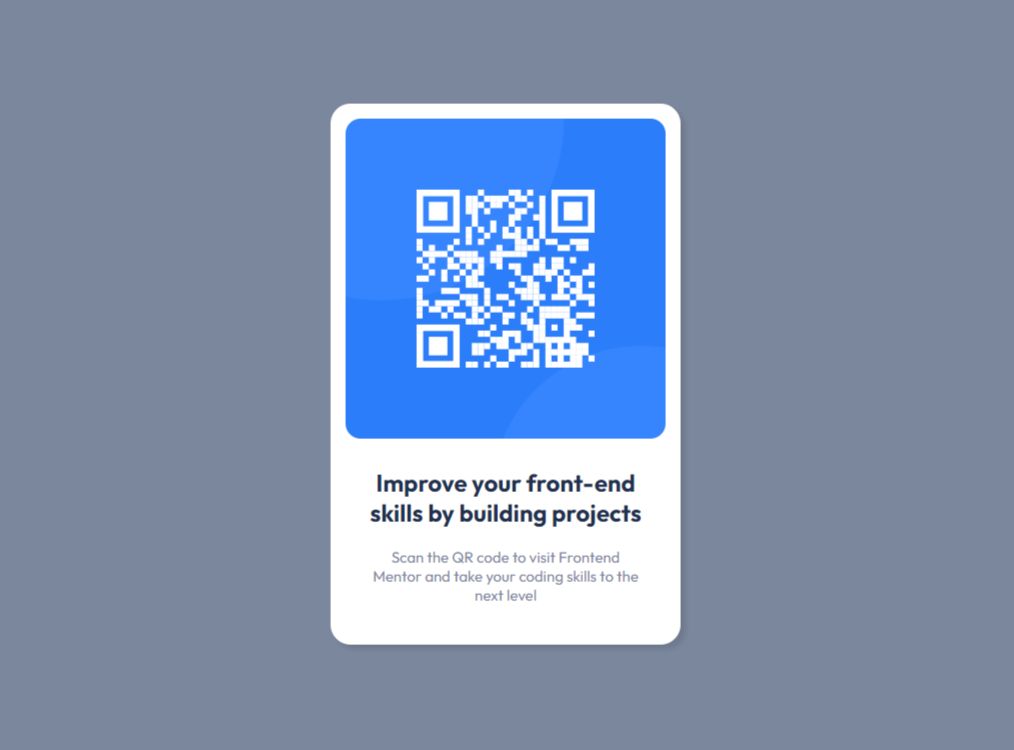 Improve your front-end
skills by building projects
Scan the QR code to visit Frontend
Mentor and take your coding skills to the
next level